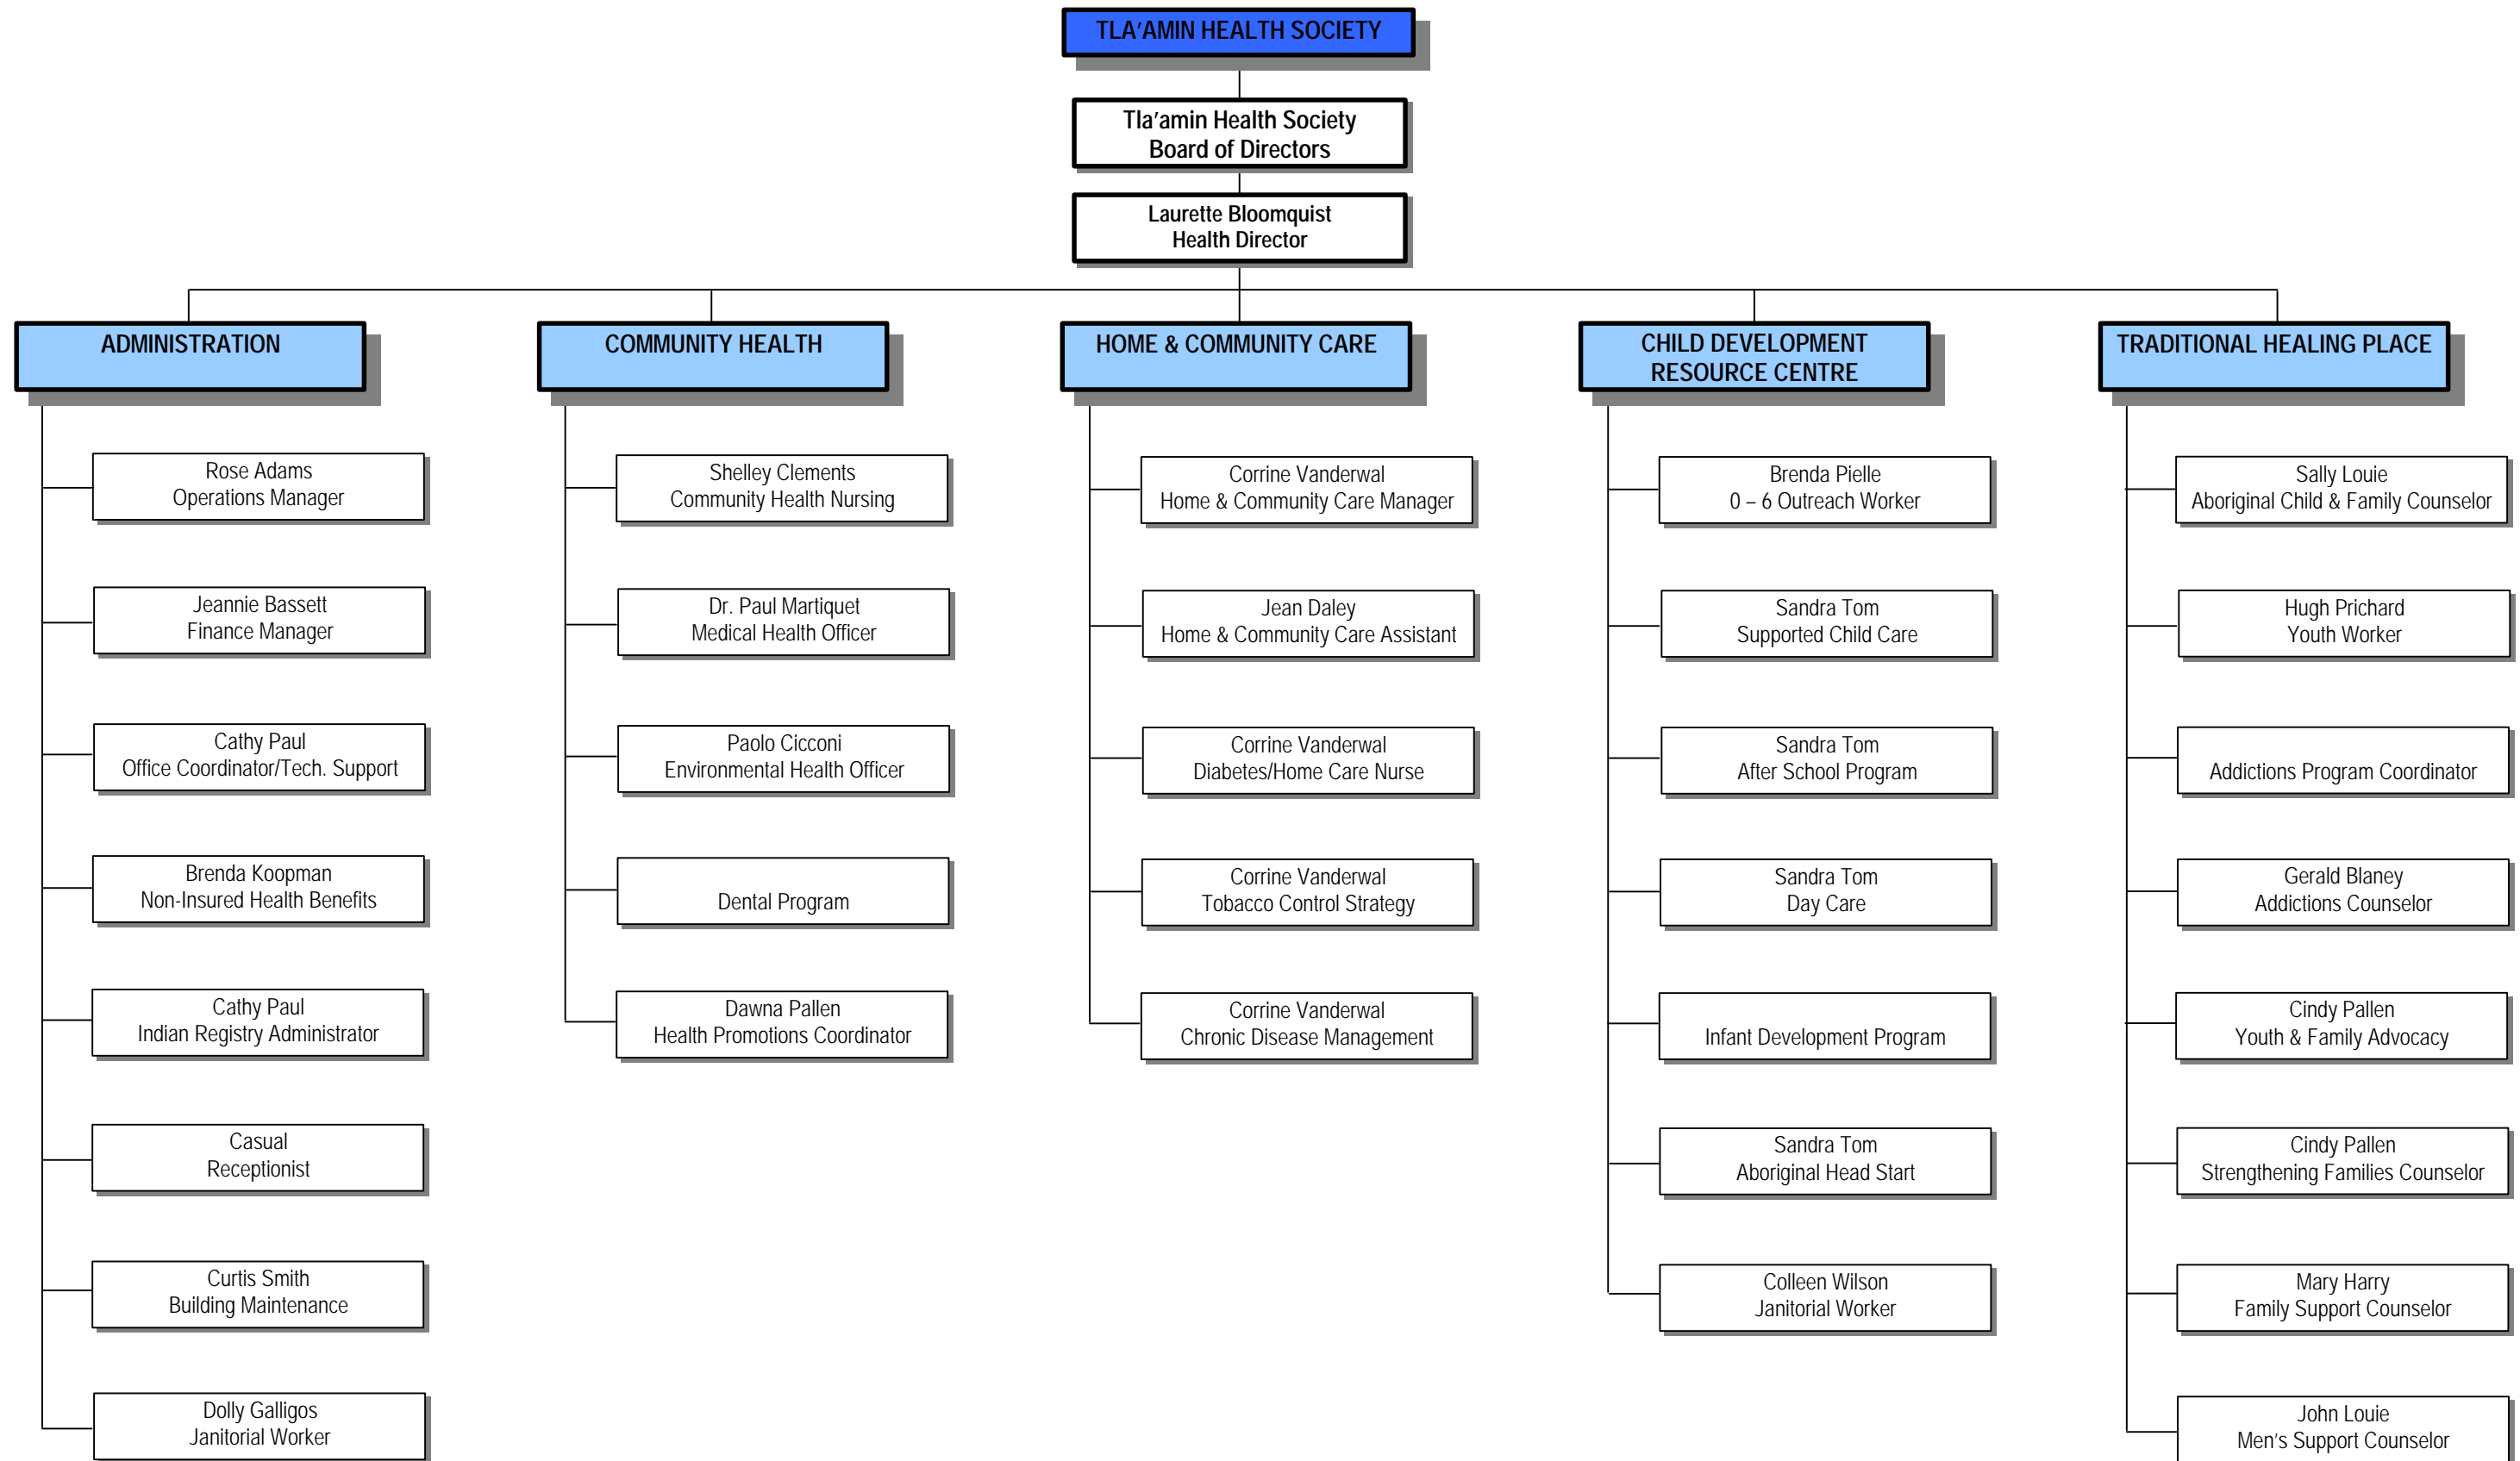 TLA'AMIN HEALTH SOCIETY
Tla'amin Health Society
Board of Directors
Laurette Bloomquist
Health Director
ADMINISTRATION
Rose Adams
Operations Manager
Jeannie Bassett
Finance Manager
Cathy Paul
Office Coordinator/Tech. Support
Brenda Koopman
Non-Insured Health Benefits
Cathy Paul
Indian Registry Administrator
Casual
Receptionist
Curtis Smith
Building Maintenance
Dolly Galligos
Janitorial Worker
COMMUNITY HEALTH
Shelley Clements
Community Health Nursing
Dr. Paul Martiquet
Medical Health Officer
Paolo Cicconi
Environmental Health Officer
Dental Program
Dawna Pallen
Health Promotions Coordinator
HOME & COMMUNITY CARE
Corrine Vanderwal
Home & Community Care Manager
Jean Daley
Home & Community Care Assistant
Corrine Vanderwal
Diabetes/Home Care Nurse
Corrine Vanderwal
Tobacco Control Strategy
Corrine Vanderwal
Chronic Disease Management
CHILD DEVELOPMENT
RESOURCE CENTRE
Brenda Pielle
0 – 6 Outreach Worker
Sandra Tom
Supported Child Care
Sandra Tom
After School Program
Sandra Tom
Day Care
Infant Development Program
Sandra Tom
Aboriginal Head Start
Colleen Wilson
Janitorial Worker
TRADITIONAL HEALING PLACE
Sally Louie
Aboriginal Child & Family Counselor
Hugh Prichard
Youth Worker
Addictions Program Coordinator
Gerald Blaney
Addictions Counselor
Cindy Pallen
Youth & Family Advocacy
Cindy Pallen
Strengthening Families Counselor
Mary Harry
Family Support Counselor
John Louie
Men's Support Counselor